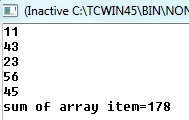 (Inactive C:\TCWIN45\BIN\NON
11
43
23
56
45
sum of array item=178